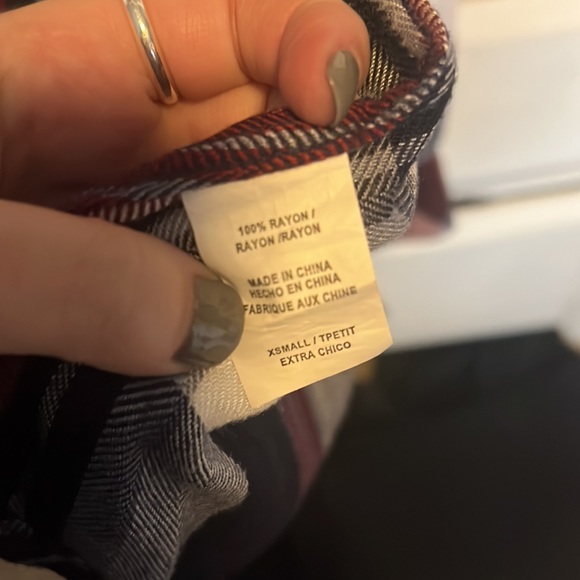 100% RAYON /
RAYON /RAYON
MADE IN CHINA
HECHO EN CHINA
FABRIQUE AUX CHINE
XSMALL / TPETIT
EXTRA CHICO